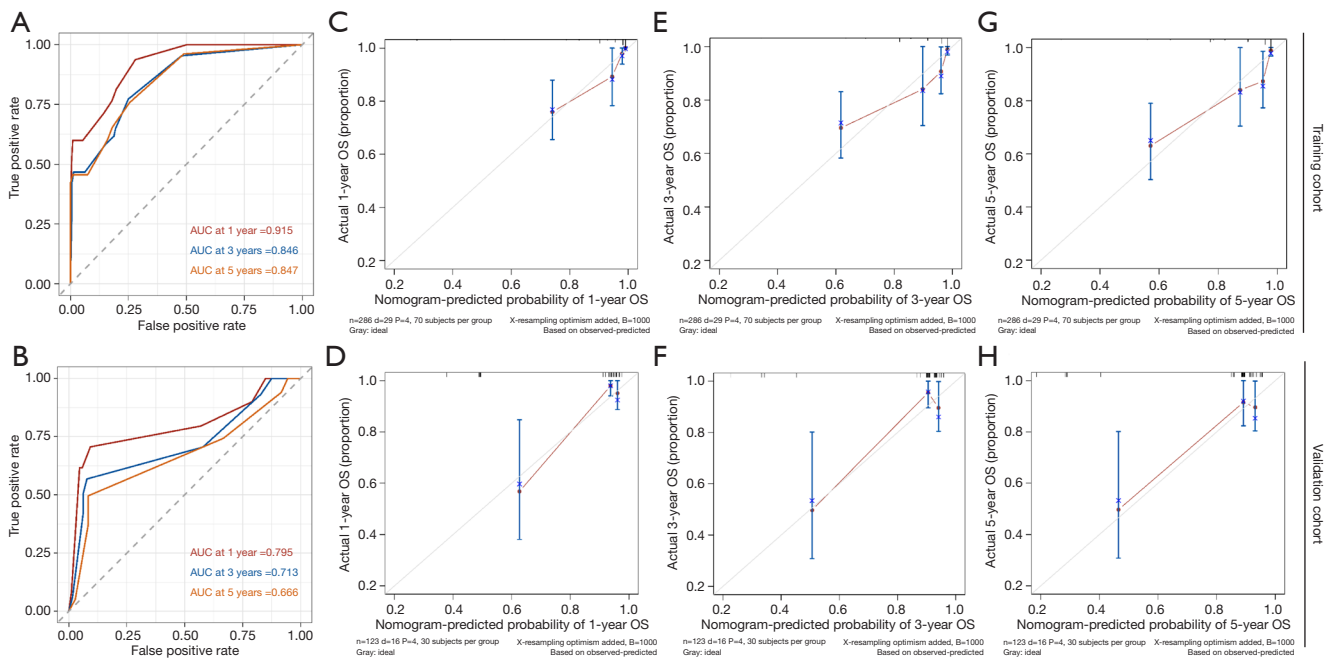 A
1.00
0.75
0.50
0.25
0.00
True positive rate
AUC at 1 year =0.915
AUC at 3 years =0.846
AUC at 5 years =0.847
0.00 0.25 0.50 0.75 1.00
False positive rate
C
1.0
0.8
0.6
0.4
0.2
Actual 1-year OS (proportion)
0.2 0.4 0.6 0.8 1.0
Nomogram-predicted probability of 1-year OS
n=286 d=29 P=4, 70 subjects per group X-resampling optimism added, B=1000
Gray: ideal Based on observed-predicted
E
1.0
0.8
0.6
0.4
0.2
Actual 3-year OS (proportion)
0.2 0.4 0.6 0.8 1.0
Nomogram-predicted probability of 3-year OS
n=286 d=29 P=4, 70 subjects per group X-resampling optimism added, B=1000
Gray: ideal Based on observed-predicted
G
1.0
0.8
0.6
0.4
0.2
Actual 5-year OS (proportion)
0.2 0.4 0.6 0.8 1.0
Nomogram-predicted probability of 5-year OS
n=286 d=29 P=4, 70 subjects per group X-resampling optimism added, B=1000
Gray: ideal Based on observed-predicted
Training cohort
B
1.00
0.75
0.50
0.25
0.00
True positive rate
AUC at 1 year =0.795
AUC at 3 years =0.713
AUC at 5 years =0.666
0.00 0.25 0.50 0.75 1.00
False positive rate
D
1.0
0.8
0.6
0.4
0.2
Actual 1-year OS (proportion)
0.2 0.4 0.6 0.8 1.0
Nomogram-predicted probability of 1-year OS
n=123 d=16 P=4, 30 subjects per group X-resampling optimism added, B=1000
Gray: ideal Based on observed-predicted
F
1.0
0.8
0.6
0.4
0.2
Actual 3-year OS (proportion)
0.2 0.4 0.6 0.8 1.0
Nomogram-predicted probability of 3-year OS
n=123 d=16 P=4, 30 subjects per group X-resampling optimism added, B=1000
Gray: ideal Based on observed-predicted
H
1.0
0.8
0.6
0.4
0.2
Actual 5-year OS (proportion)
0.2 0.4 0.6 0.8 1.0
Nomogram-predicted probability of 5-year OS
n=123 d=16 P=4, 30 subjects per group X-resampling optimism added, B=1000
Gray: ideal Based on observed-predicted
Validation cohort